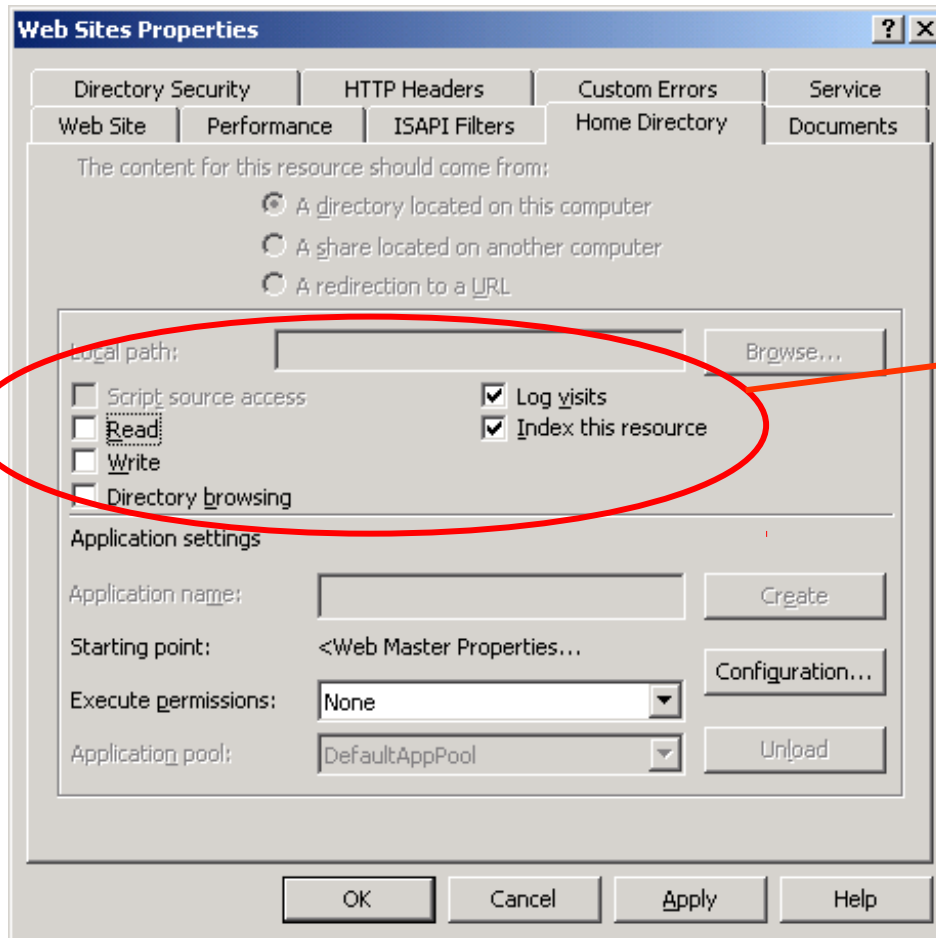 Web Sites Properties
Directory Security HTTP Headers Custom Errors Service
Web Site Performance ISAPI Filters Home Directory Documents
The content for this resource should come from:
A directory located on this computer
A share located on another computer
A redirection to a URL
Local path: Browse...
Script source access Log visits
Read Index this resource
Write
Directory browsing
Application settings
Application name: Create
Starting point: <Web Master Properties...
Configuration...
Execute permissions: None
Application pool: DefaultAppPool Unload
OK Cancel Apply Help